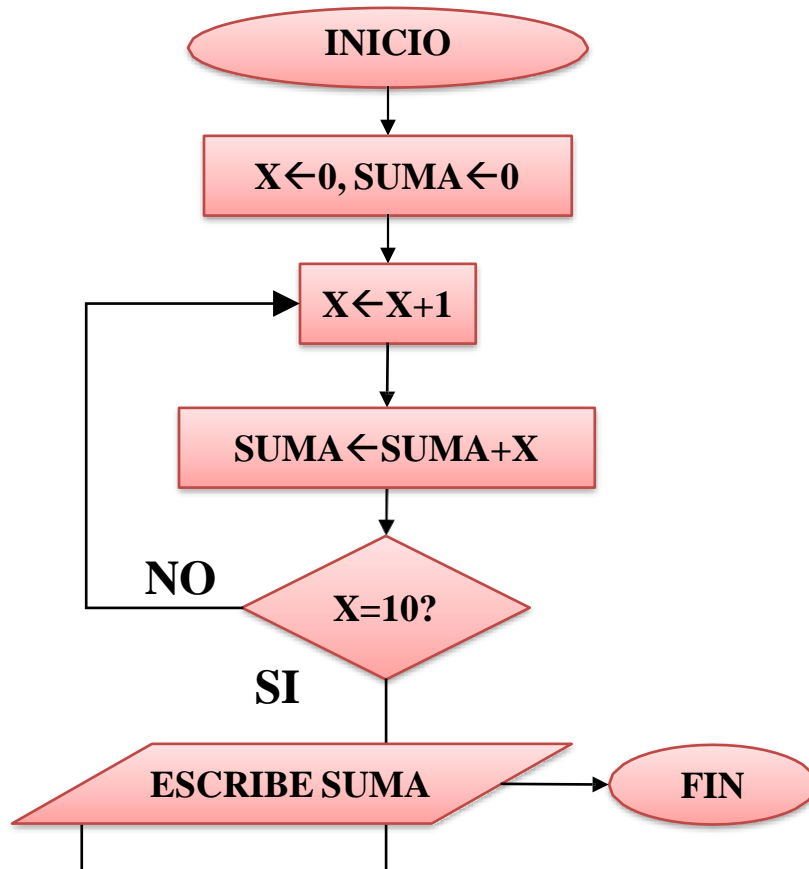 INICIO
X←0, SUMA←0
X←X+1
SUMA←SUMA+X
X=10?
NO
SI
ESCRIBE SUMA
FIN